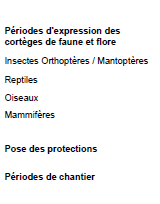 Périodes d'expression des
cortèges de faune et flore
Insectes Orthoptères / Mantoptères
Reptiles
Oiseaux
Mammifères
Pose des protections
Périodes de chantier